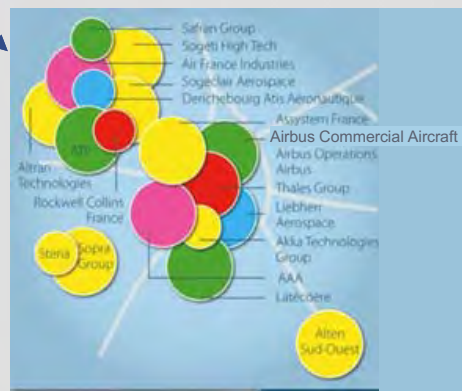 Safran Group
Sogeti High Tech
Air France Industries
Sogeclair Aerospace
Derichebourg Atis Aéronautique
Assystem France
Airbus Commercial Aircraft
ATR
Airbus Operations
Airbus
Altran
Technologies
Thales Group
Rockwell Collins
France
Liebherr
Aerospace
Akka Technologies
Group
Steria
Sopra
Group
AAA
Latécoère
Alten
Sud-Ouest